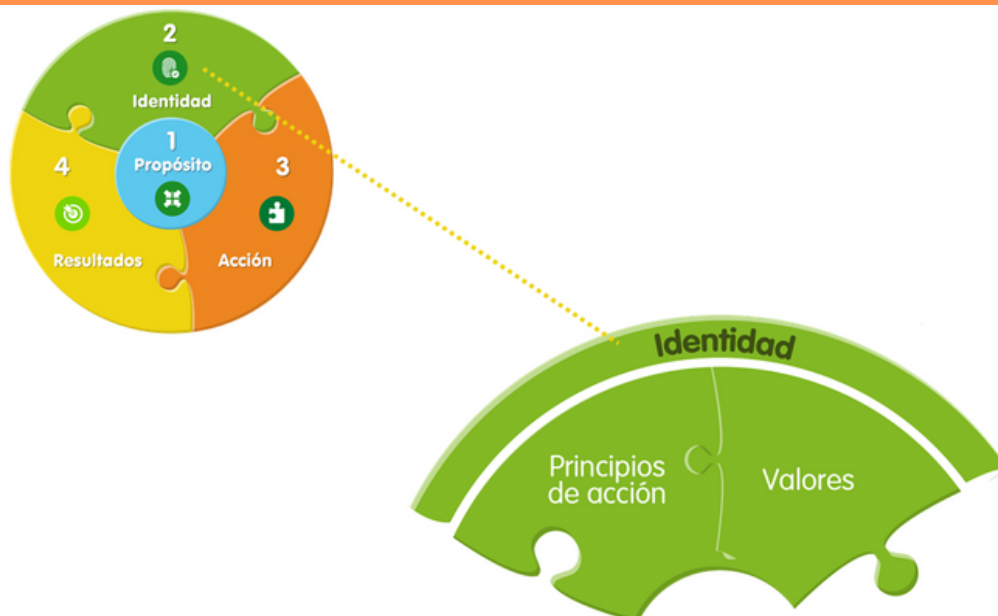 2
Identidad
1
Propósito
4
3
Resultados
Acción
Identidad
Principios
de acción
Valores